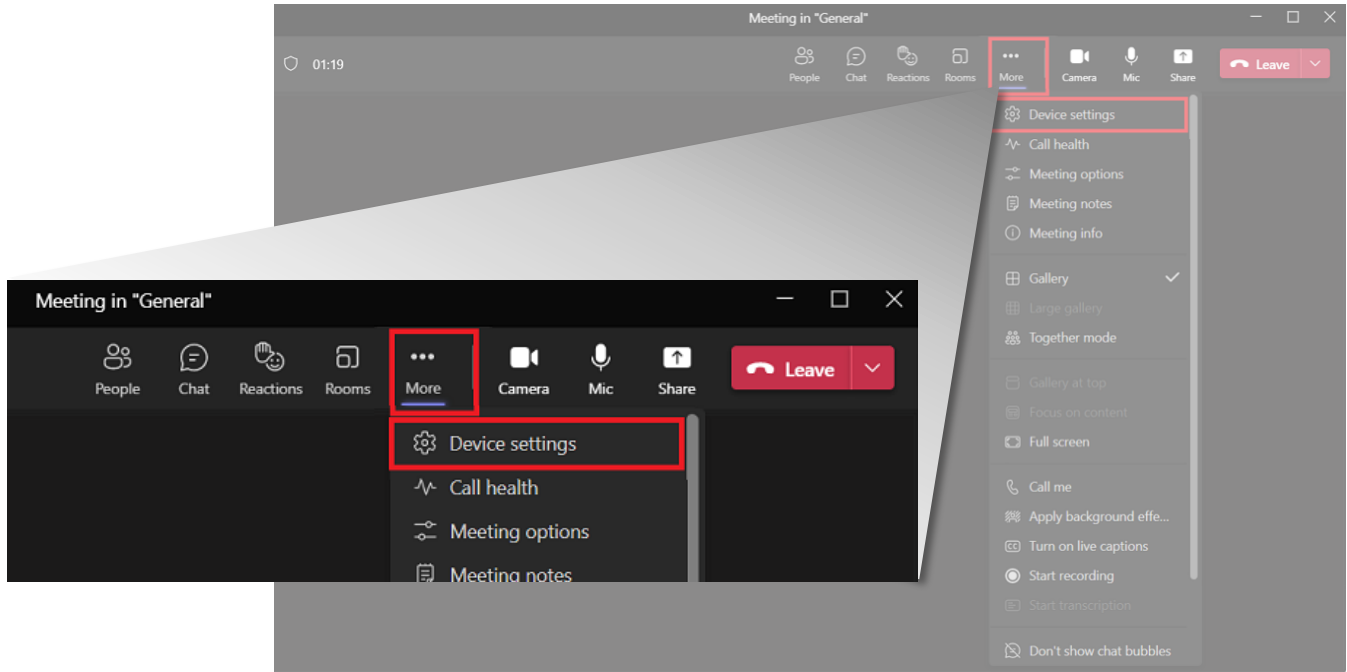 Meeting in "General"
01:19
People
Chat
Reactions
Rooms
More
Camera
Mic
Share
Leave
Device settings
Call health
Meeting options
Meeting notes
Meeting info
Gallery
Large gallery
Together mode
Gallery at top
Focus on content
Full screen
Call me
Apply background effe...
CC Turn on live captions
Start recording
Start transcription
Don't show chat bubbles
Meeting in "General"
People
Chat
Reactions
Rooms
More
Camera
Mic
Share
Leave
Device settings
Call health
Meeting options
Meeting notes